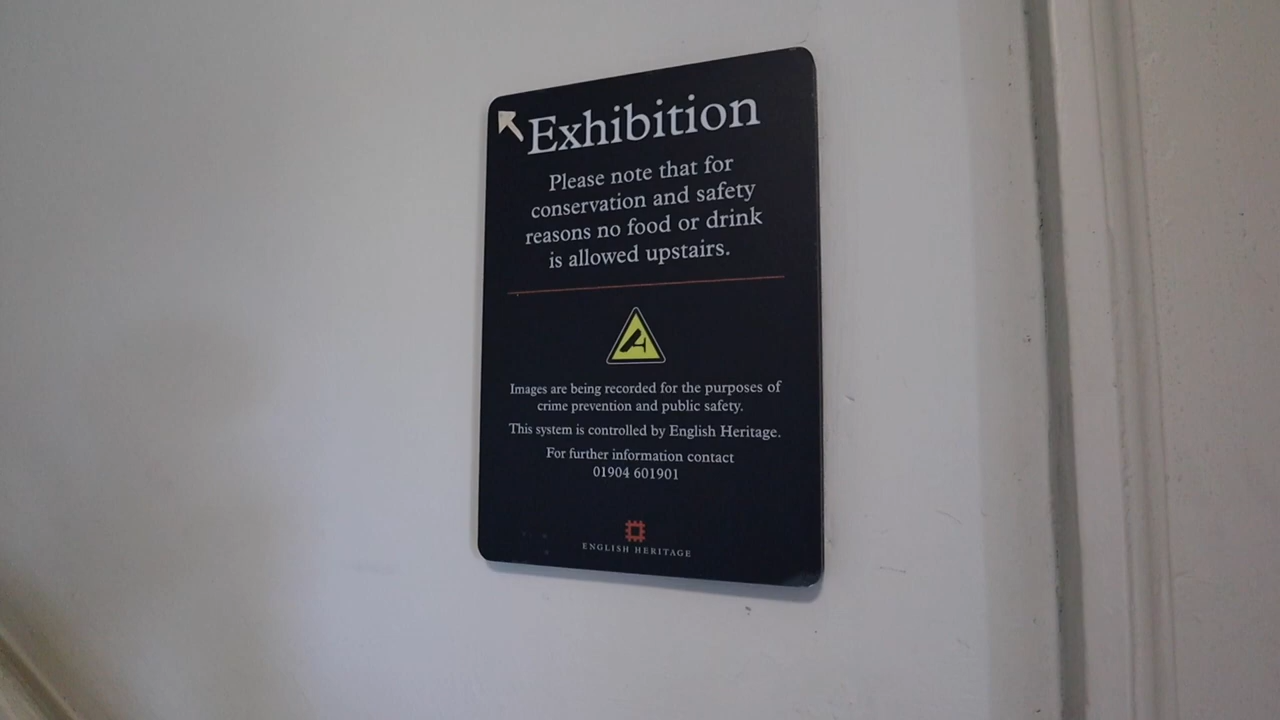 Exhibition
Please note that for
conservation and safety
reasons no food or drink
is allowed upstairs.
Images are being recorded for the purposes of
crime prevention and public safety.
This system is controlled by English Heritage.
For further information contact
01904 601901
ENGLISH HERITAGE